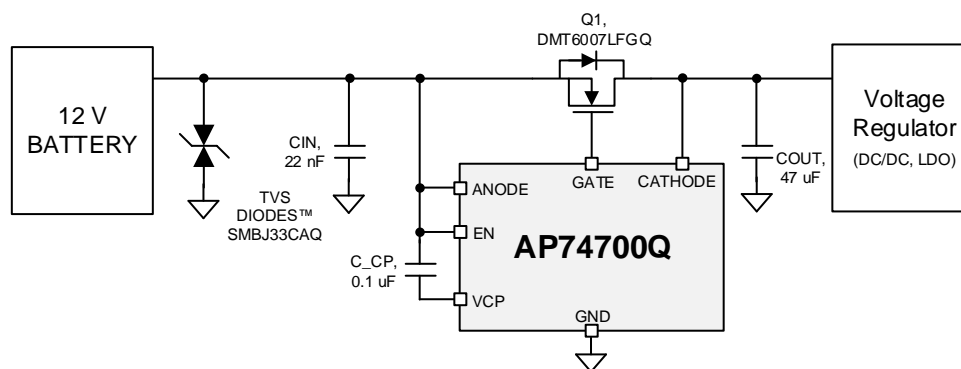 Q1,
DMT6007LFGQ
12 V
BATTERY
Voltage
Regulator
(DC/DC, LDO)
CIN,
22 nF
COUT,
47 uF
TVS
DIODES™
SMBJ33CAQ
GATE
CATHODE
ANODE
EN
AP74700Q
C_CP,
0.1 uF
VCP
GND